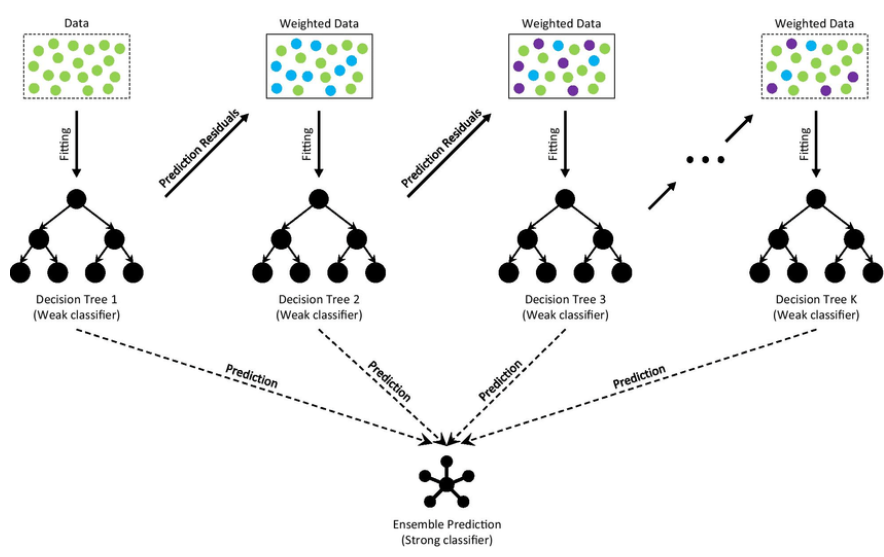 Data
Weighted Data
Weighted Data
Weighted Data
Fitting
Prediction Residuals
Fitting
Prediction Residuals
Fitting
Fitting
Decision Tree 1
(Weak classifier)
Decision Tree 2
(Weak classifier)
Decision Tree 3
(Weak classifier)
Decision Tree K
(Weak classifier)
Prediction
Prediction
Prediction
Prediction
Ensemble Prediction
(Strong classifier)